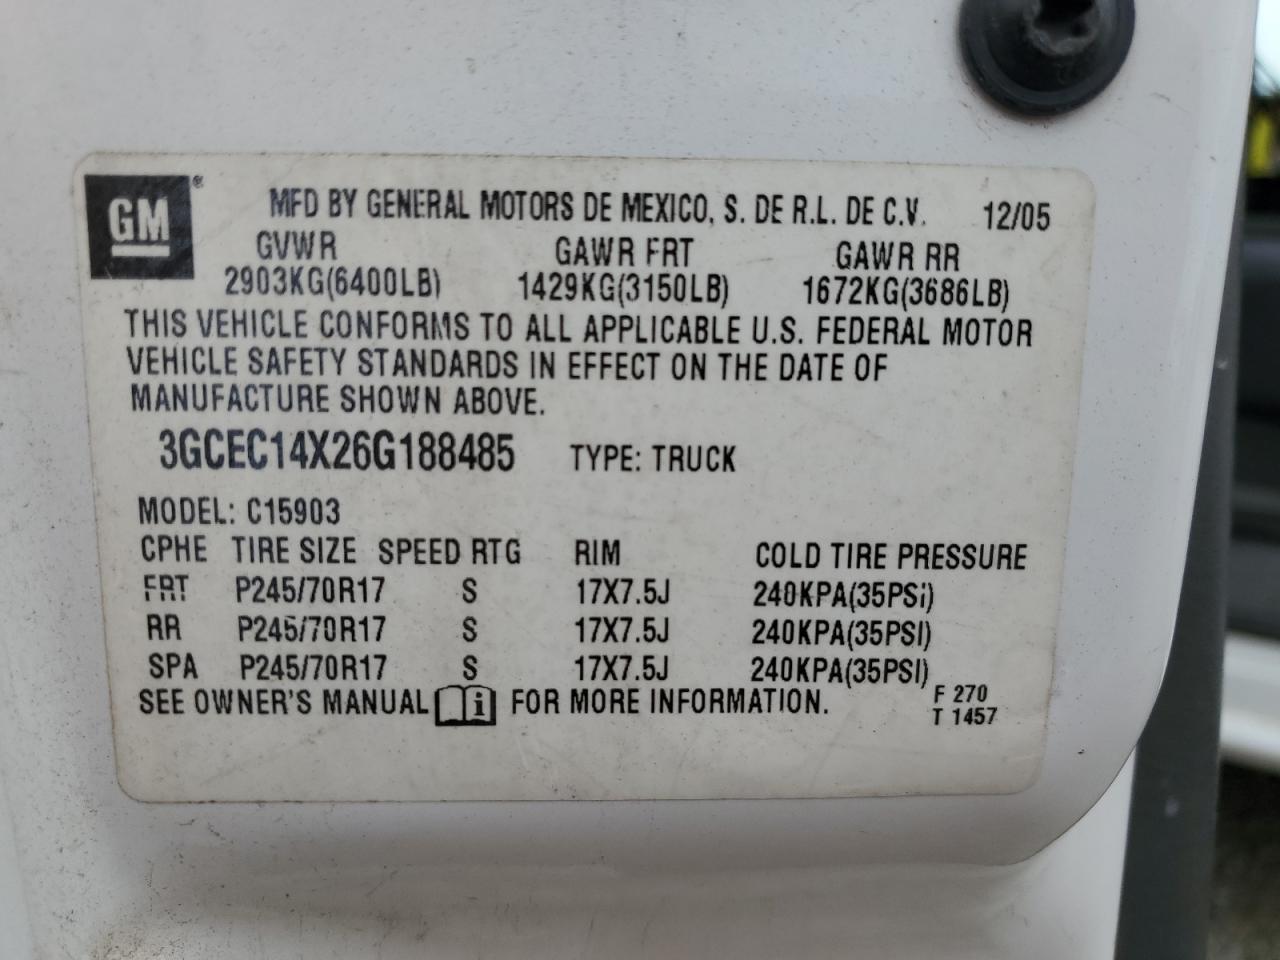 GM ® MFD BY GENERAL MOTORS DE MEXICO, S. DE R.L. DE C.V. 12/05
GVWR GAWR FRT GAWR RR
2903KG(6400LB) 1429KG(3150LB) 1672KG(3686LB)
THIS VEHICLE CONFORMS TO ALL APPLICABLE U.S. FEDERAL MOTOR
VEHICLE SAFETY STANDARDS IN EFFECT ON THE DATE OF
MANUFACTURE SHOWN ABOVE.
3GCEC14X26G188485 TYPE: TRUCK
MODEL: C15903
CPHE TIRE SIZE SPEED RTG RIM COLD TIRE PRESSURE
FRT P245/70R17 S 17X7.5J 240KPA(35PSI)
RR P245/70R17 S 17X7.5J 240KPA(35PSI)
SPA P245/70R17 S 17X7.5J 240KPA(35PSI)
SEE OWNER'S MANUAL i FOR MORE INFORMATION. F 270
T 1457